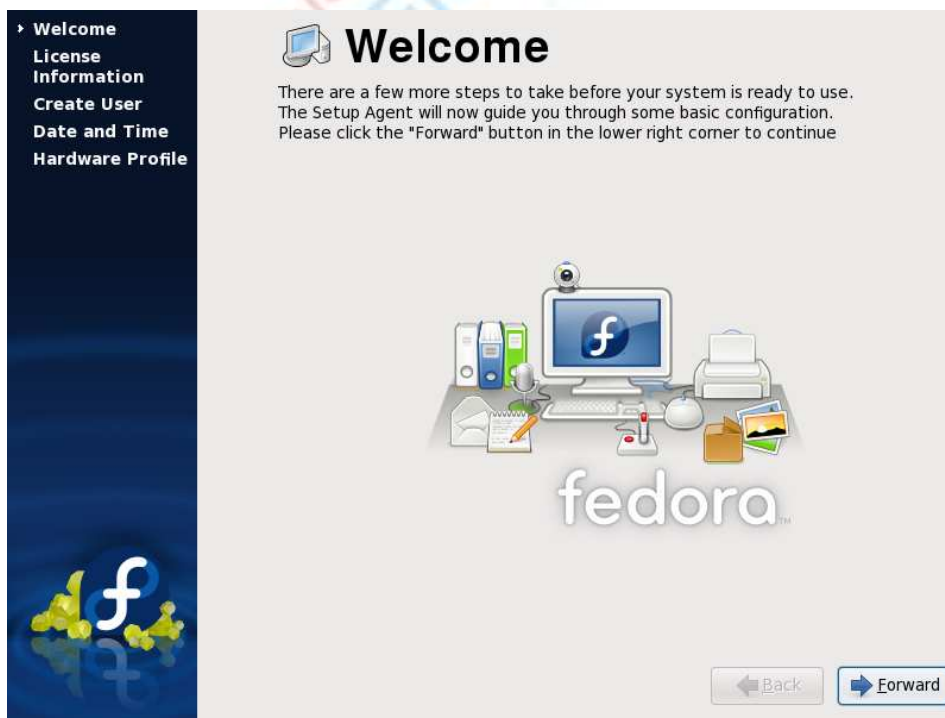 Welcome
License
Information
Create User
Date and Time
Hardware Profile
Welcome
There are a few more steps to take before your system is ready to use.
The Setup Agent will now guide you through some basic configuration.
Please click the "Forward" button in the lower right corner to continue
fedora™
Back
Forward